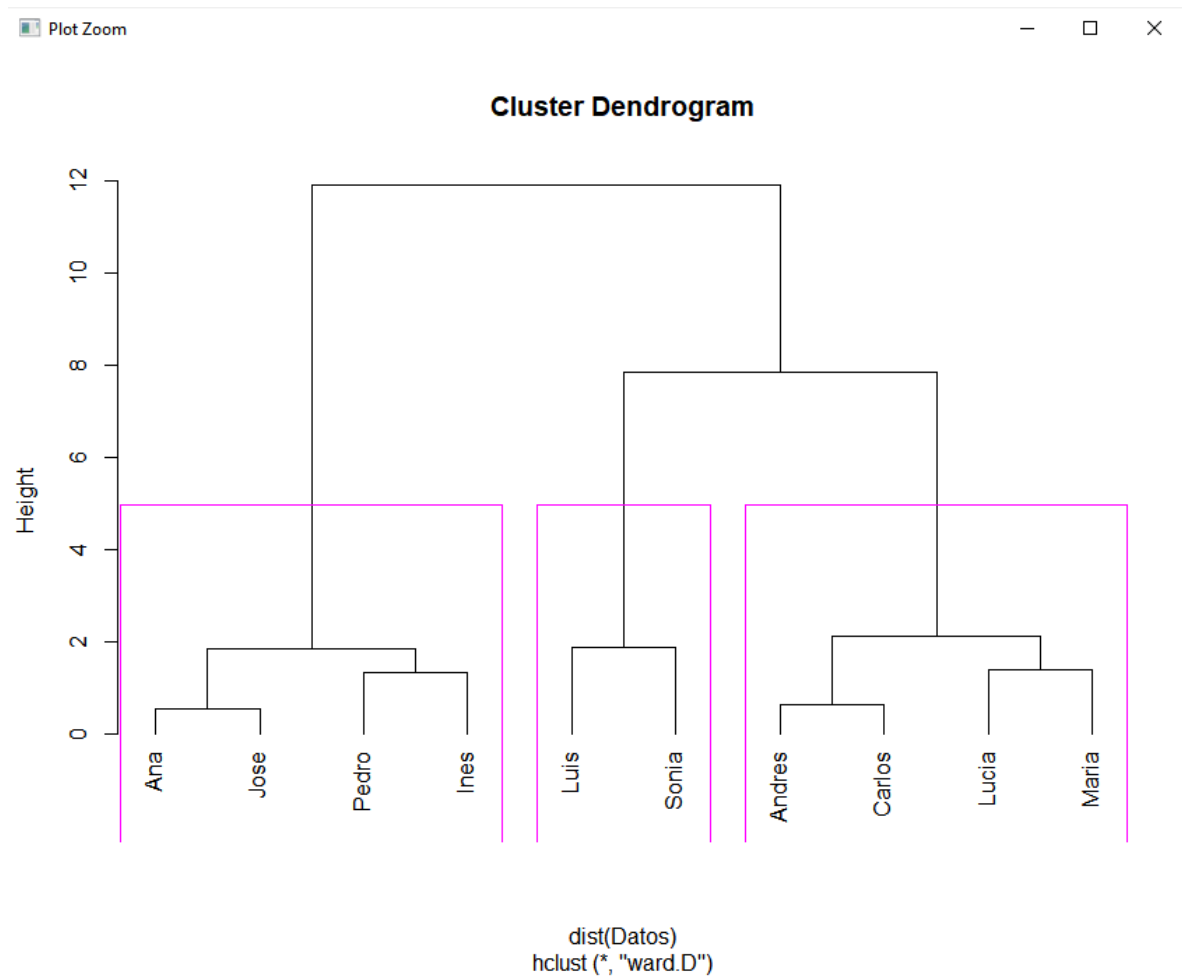 Plot Zoom
Cluster Dendrogram
Height
12
10
8
6
4
2
0
Ana
Jose
Pedro
Ines
Luis
Sonia
Andres
Carlos
Lucia
Maria
dist(Datos)
hclust (*, "ward.D")